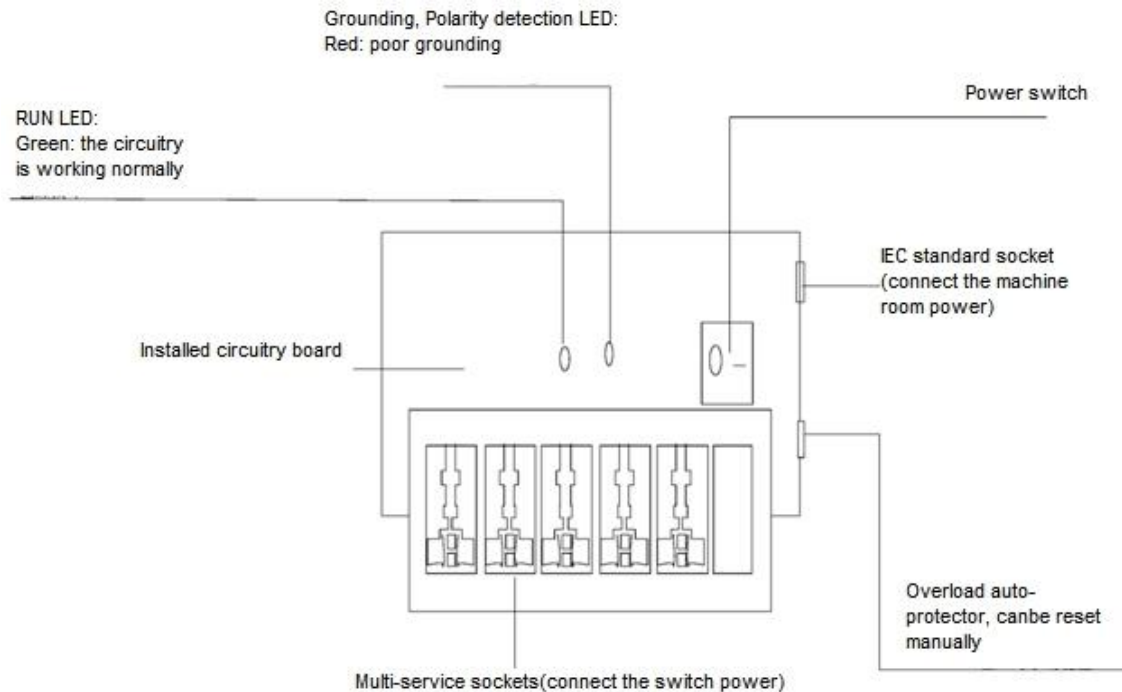 Grounding, Polarity detection LED:
Red: poor grounding
Power switch
RUN LED:
Green: the circuitry
is working normally
IEC standard socket
(connect the machine
room power)
Installed circuitry board
Overload auto-
protector, canbe reset
manually
Multi-service sockets(connect the switch power)